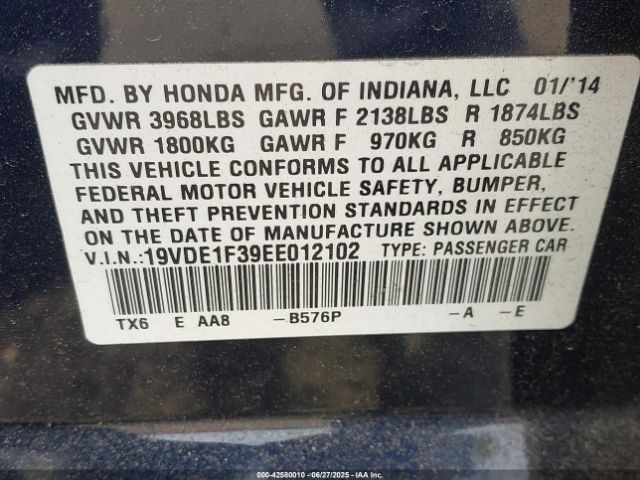 MFD. BY HONDA MFG. OF INDIANA, LLC 01/'14
GVWR 3968LBS GAWR F 2138LBS R 1874LBS
GVWR 1800KG GAWR F 970KG R 850KG
THIS VEHICLE CONFORMS TO ALL APPLICABLE
FEDERAL MOTOR VEHICLE SAFETY, BUMPER,
AND THEFT PREVENTION STANDARDS IN EFFECT
ON THE DATE OF MANUFACTURE SHOWN ABOVE.
V.I.N.:19VDE1F39EE012102 TYPE: PASSENGER CAR
TX6 E AA8 -B576P -A -E
000-42580010 | 06/27/2025 - IAA Inc.